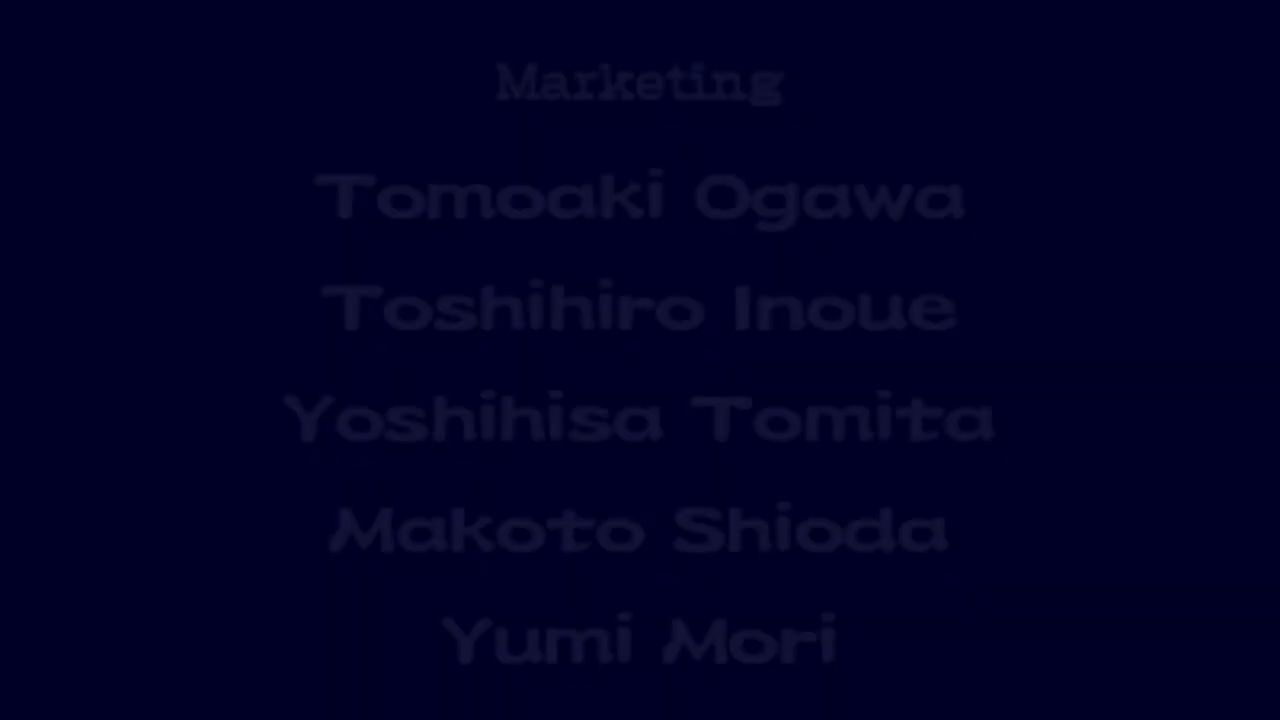 Marketing
Tomoaki Ogawa
Toshihiro Inoue
Yoshihisa Tomita
Makoto Shioda
Yumi Mori